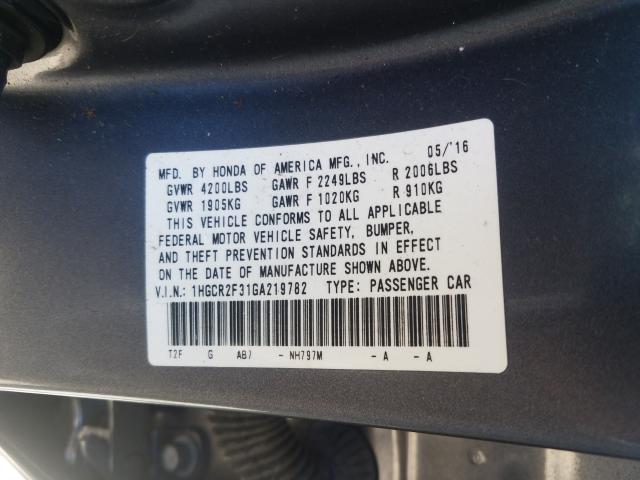 MFD. BY HONDA OF AMERICA MFG., INC. 05/'16
GVWR 4200LBS GAWR F 2249LBS R 2006LBS
GVWR 1905KG GAWR F 1020KG R 910KG
THIS VEHICLE CONFORMS TO ALL APPLICABLE
FEDERAL MOTOR VEHICLE SAFETY, BUMPER,
AND THEFT PREVENTION STANDARDS IN EFFECT
ON THE DATE OF MANUFACTURE SHOWN ABOVE.
V.I.N.: 1HGCR2F31GA219782 TYPE: PASSENGER CAR
T2F G AB7 - NH797M - A - A